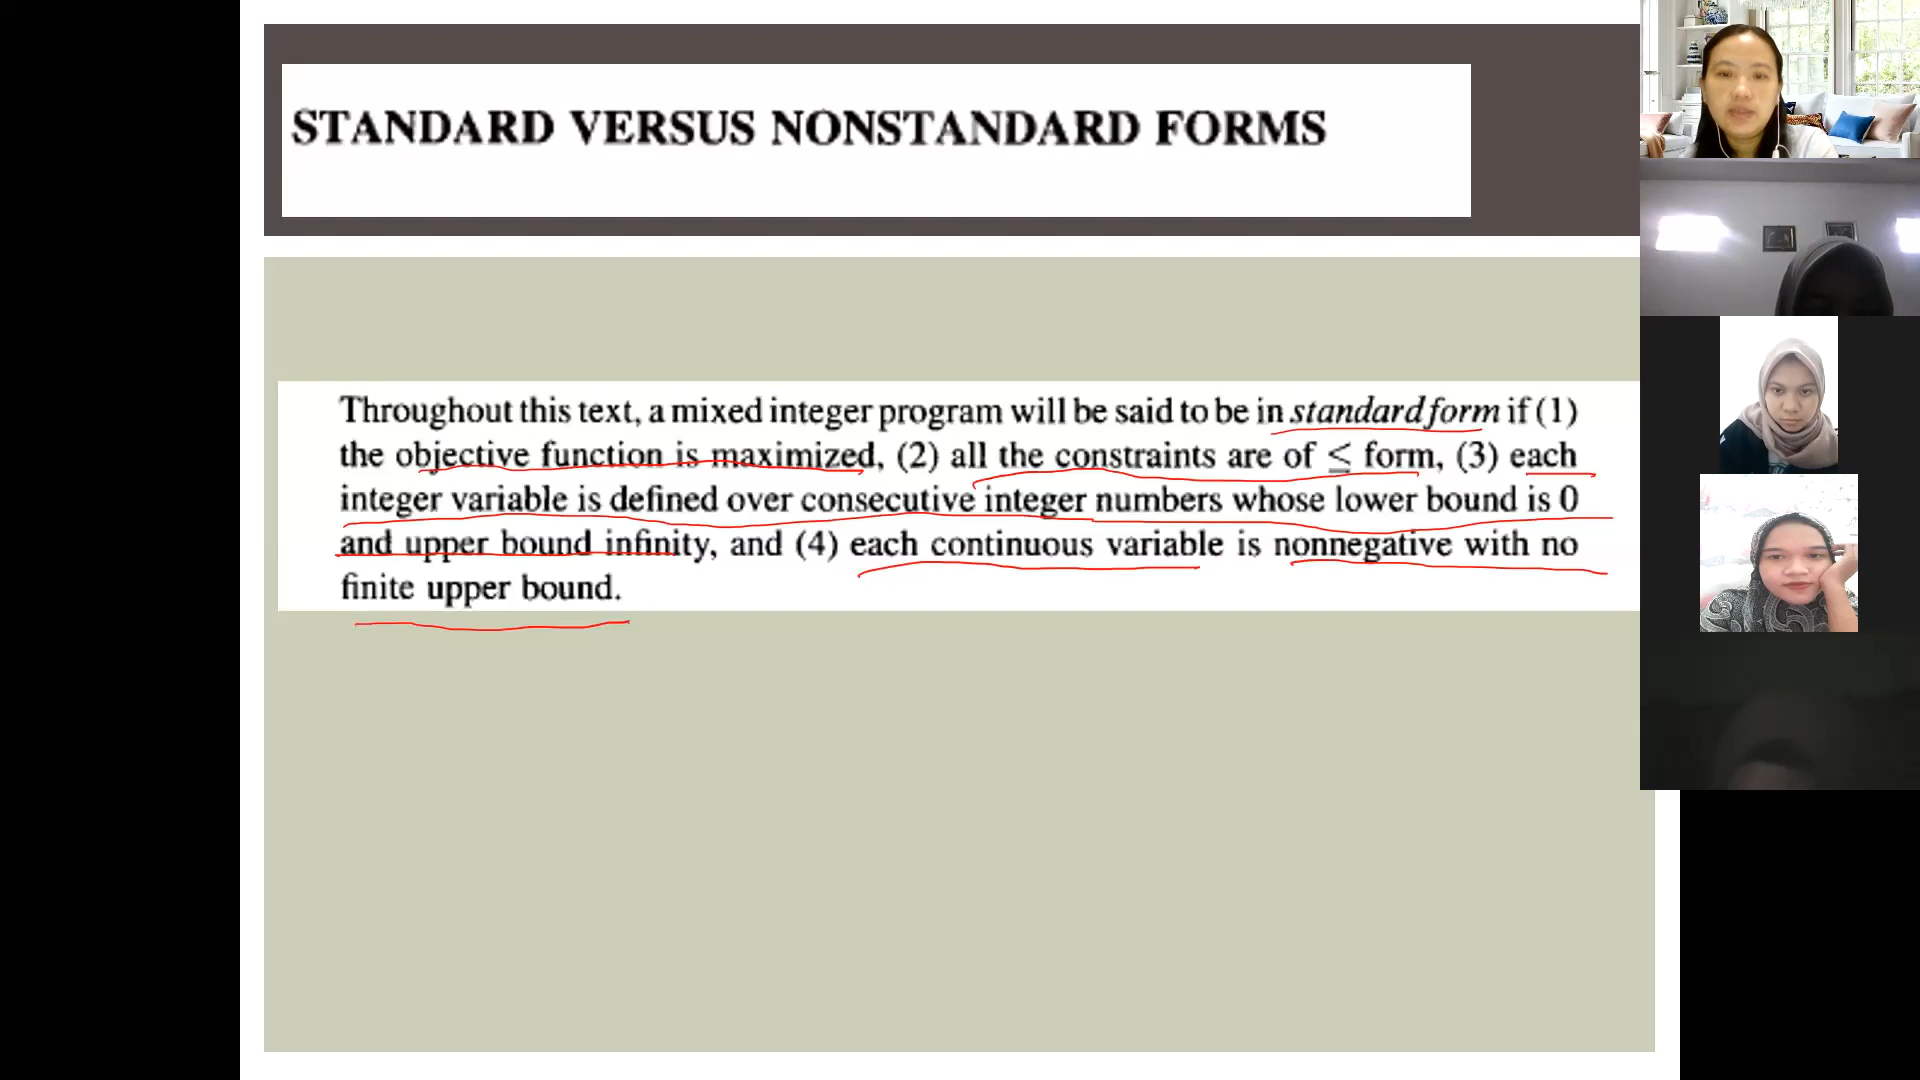 STANDARD VERSUS NONSTANDARD FORMS
Throughout this text, a mixed integer program will be said to be in standard form if (1)
the objective function is maximized, (2) all the constraints are of ≤ form, (3) each
integer variable is defined over consecutive integer numbers whose lower bound is 0
and upper bound infinity, and (4) each continuous variable is nonnegative with no
finite upper bound.